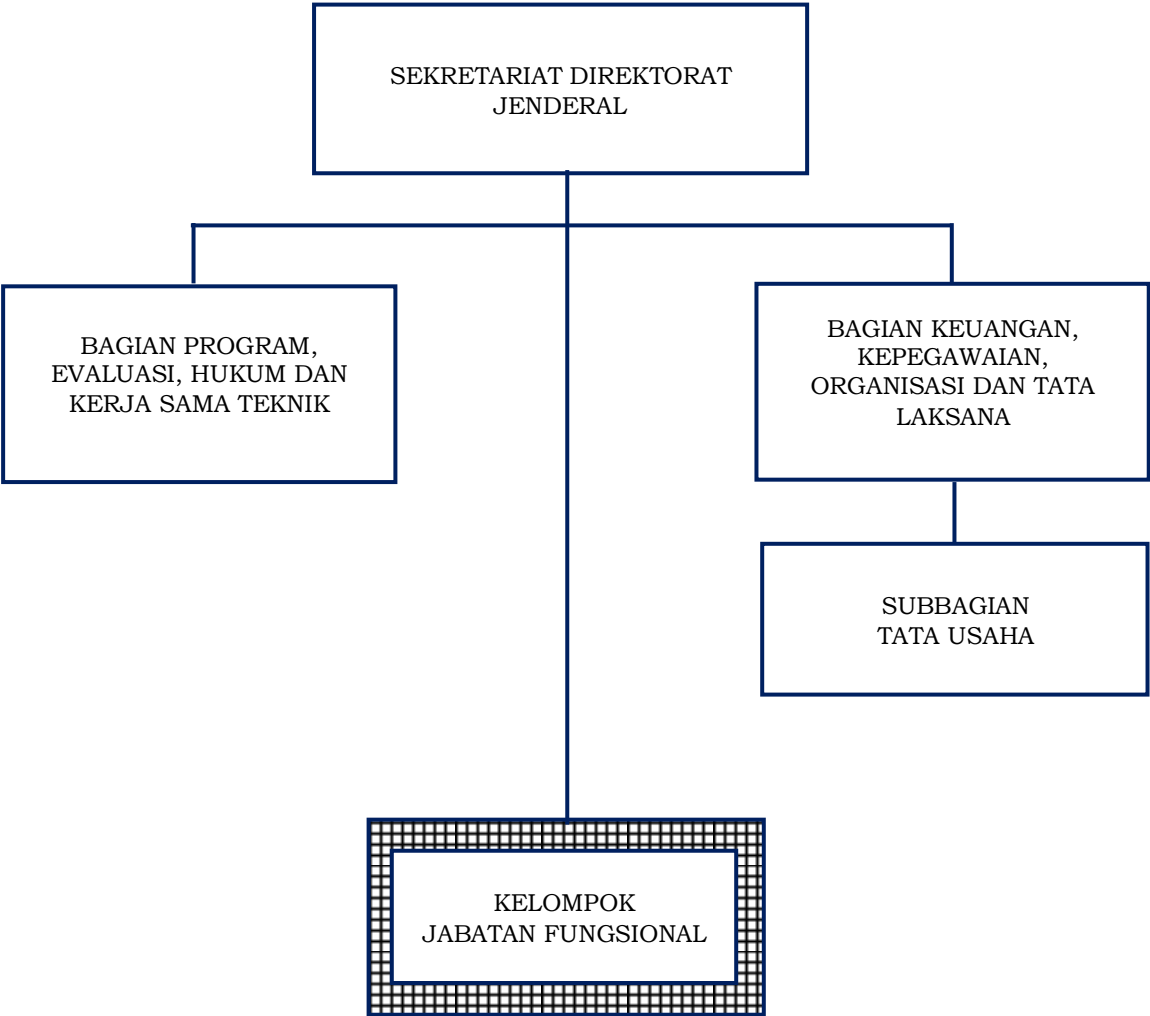 SEKRETARIAT DIREKTORAT
JENDERAL
BAGIAN PROGRAM,
EVALUASI, HUKUM DAN
KERJA SAMA TEKNIK
BAGIAN KEUANGAN,
KEPEGAWAIAN,
ORGANISASI DAN TATA
LAKSANA
SUBBAGIAN
TATA USAHA
KELOMPOK
JABATAN FUNGSIONAL